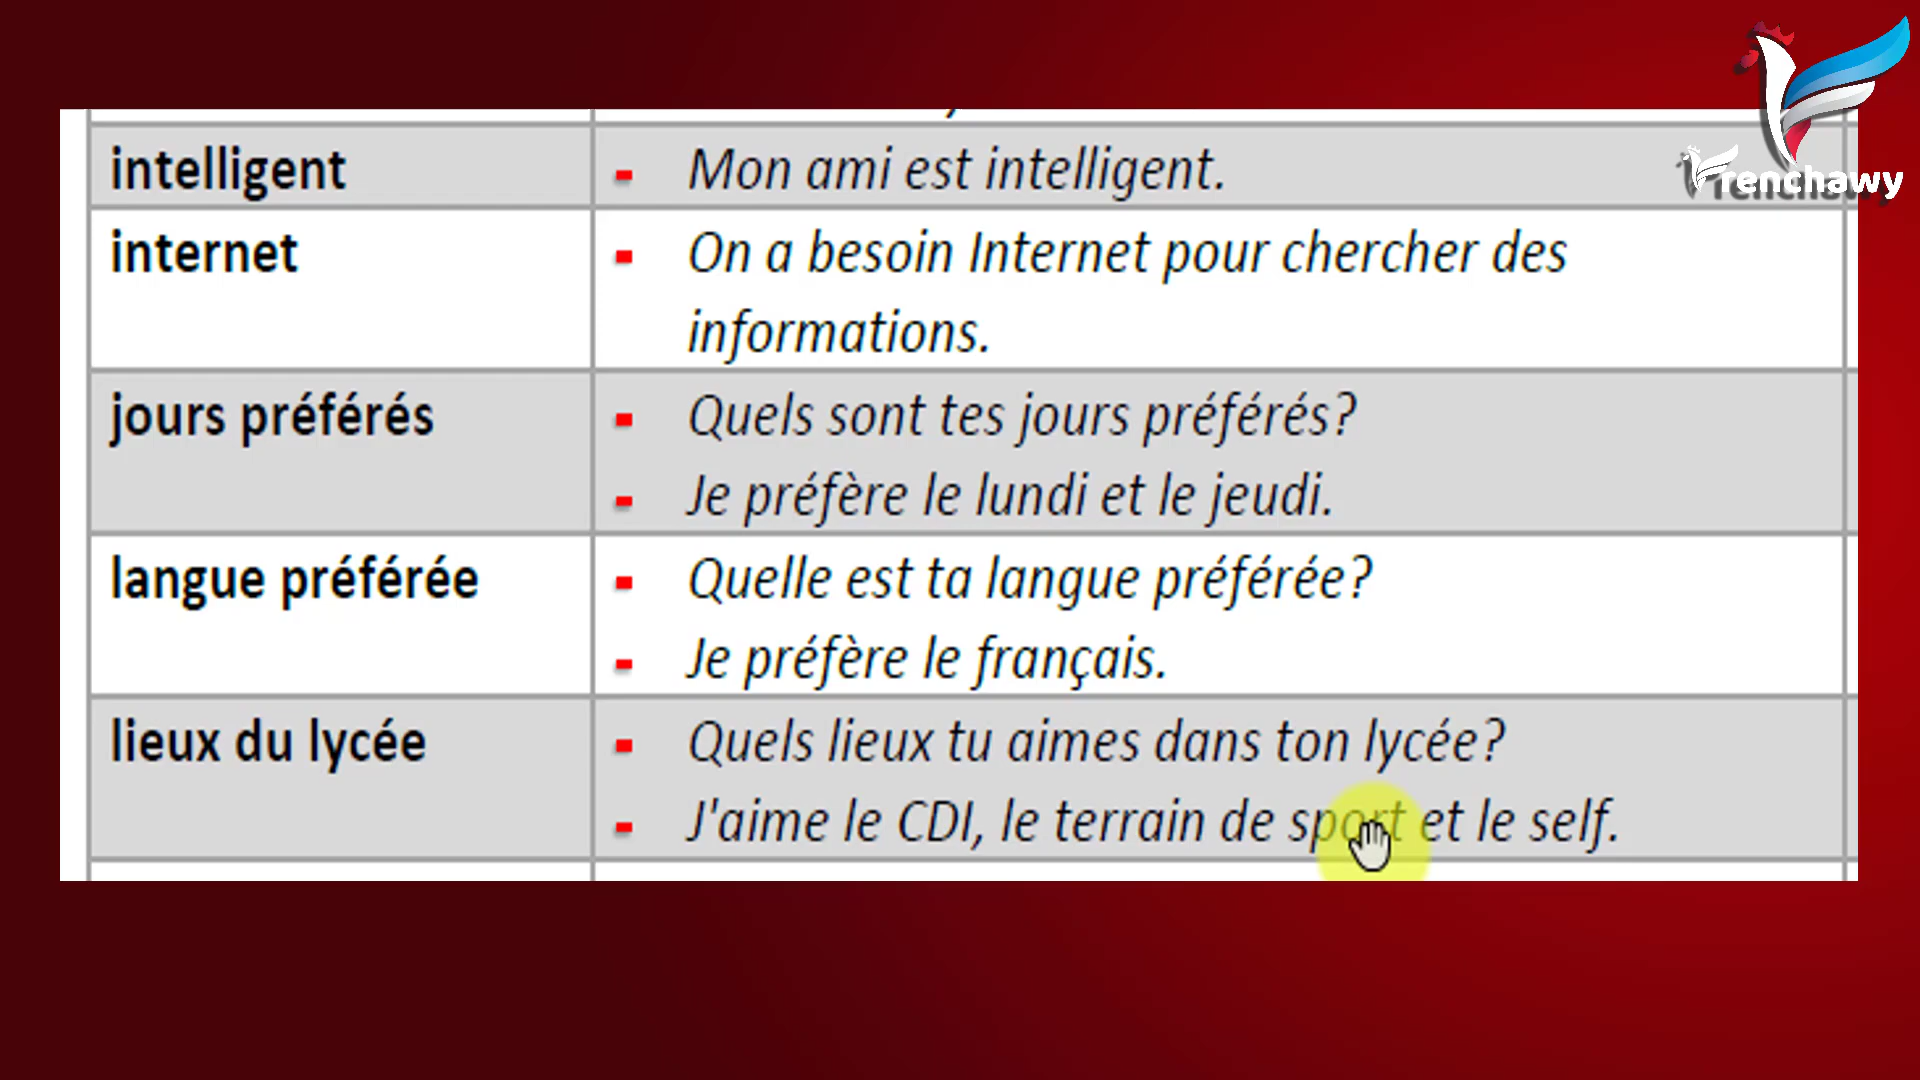 intelligent
- Mon ami est intelligent.
internet
- On a besoin Internet pour chercher des
informations.
jours préférés
- Quels sont tes jours préférés?
- Je préfère le lundi et le jeudi.
langue préférée
- Quelle est ta langue préférée?
- Je préfère le français.
lieux du lycée
- Quels lieux tu aimes dans ton lycée?
- J'aime le CDI, le terrain de sport et le self.
Frenchawy